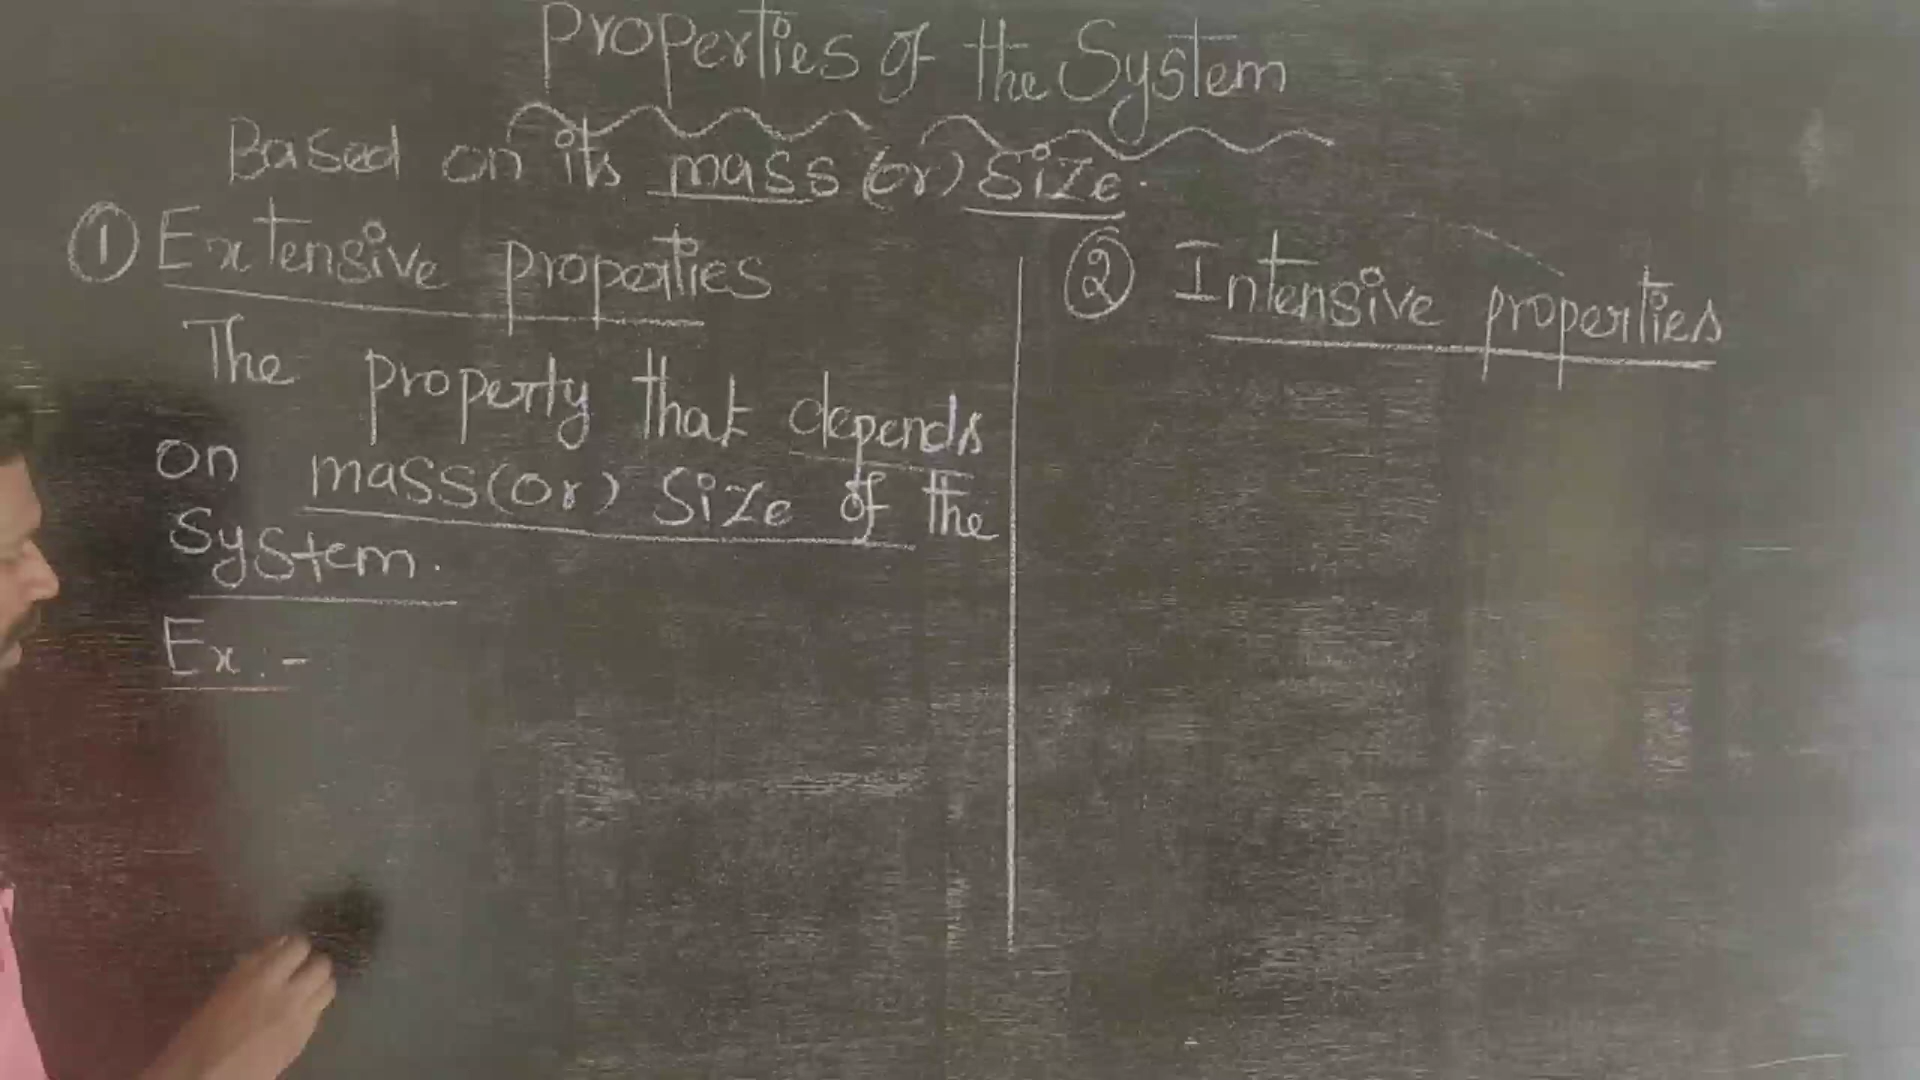 Properties of the System
Based on its mass (or) Size.
① Extensive properties
The property that depends
on mass (or) Size of the
System.
Ex :-
② Intensive properties